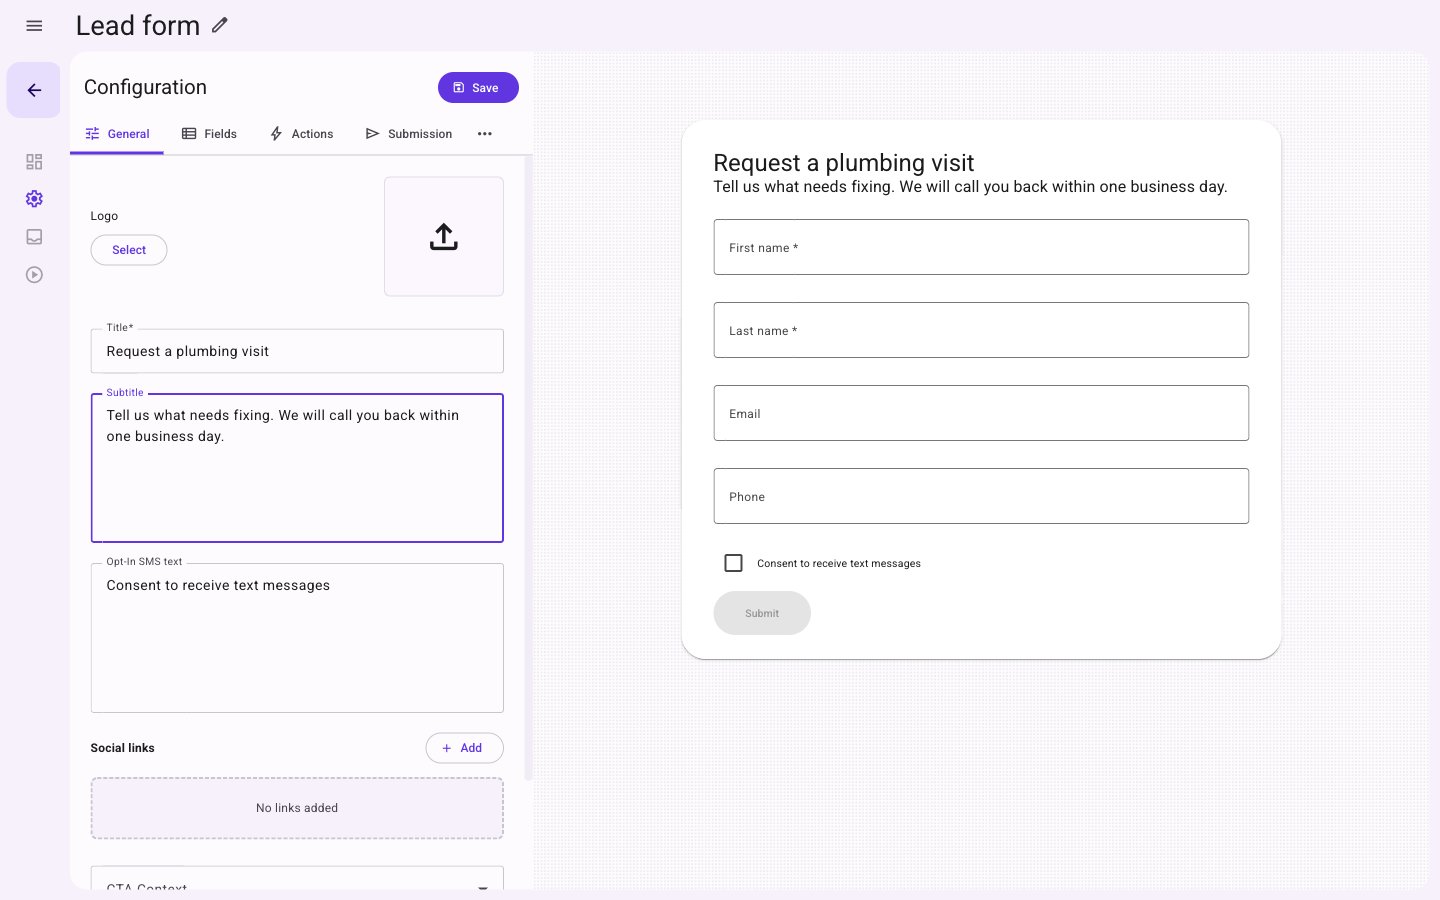 Lead form
Configuration
Save
General
Fields
Actions
Submission
Logo
Select
Title*
Request a plumbing visit
Subtitle
Tell us what needs fixing. We will call you back within
one business day.
Opt-In SMS text
Consent to receive text messages
Social links
Add
No links added
CTA Context
Request a plumbing visit
Tell us what needs fixing. We will call you back within one business day.
First name *
Last name *
Email
Phone
Consent to receive text messages
Submit